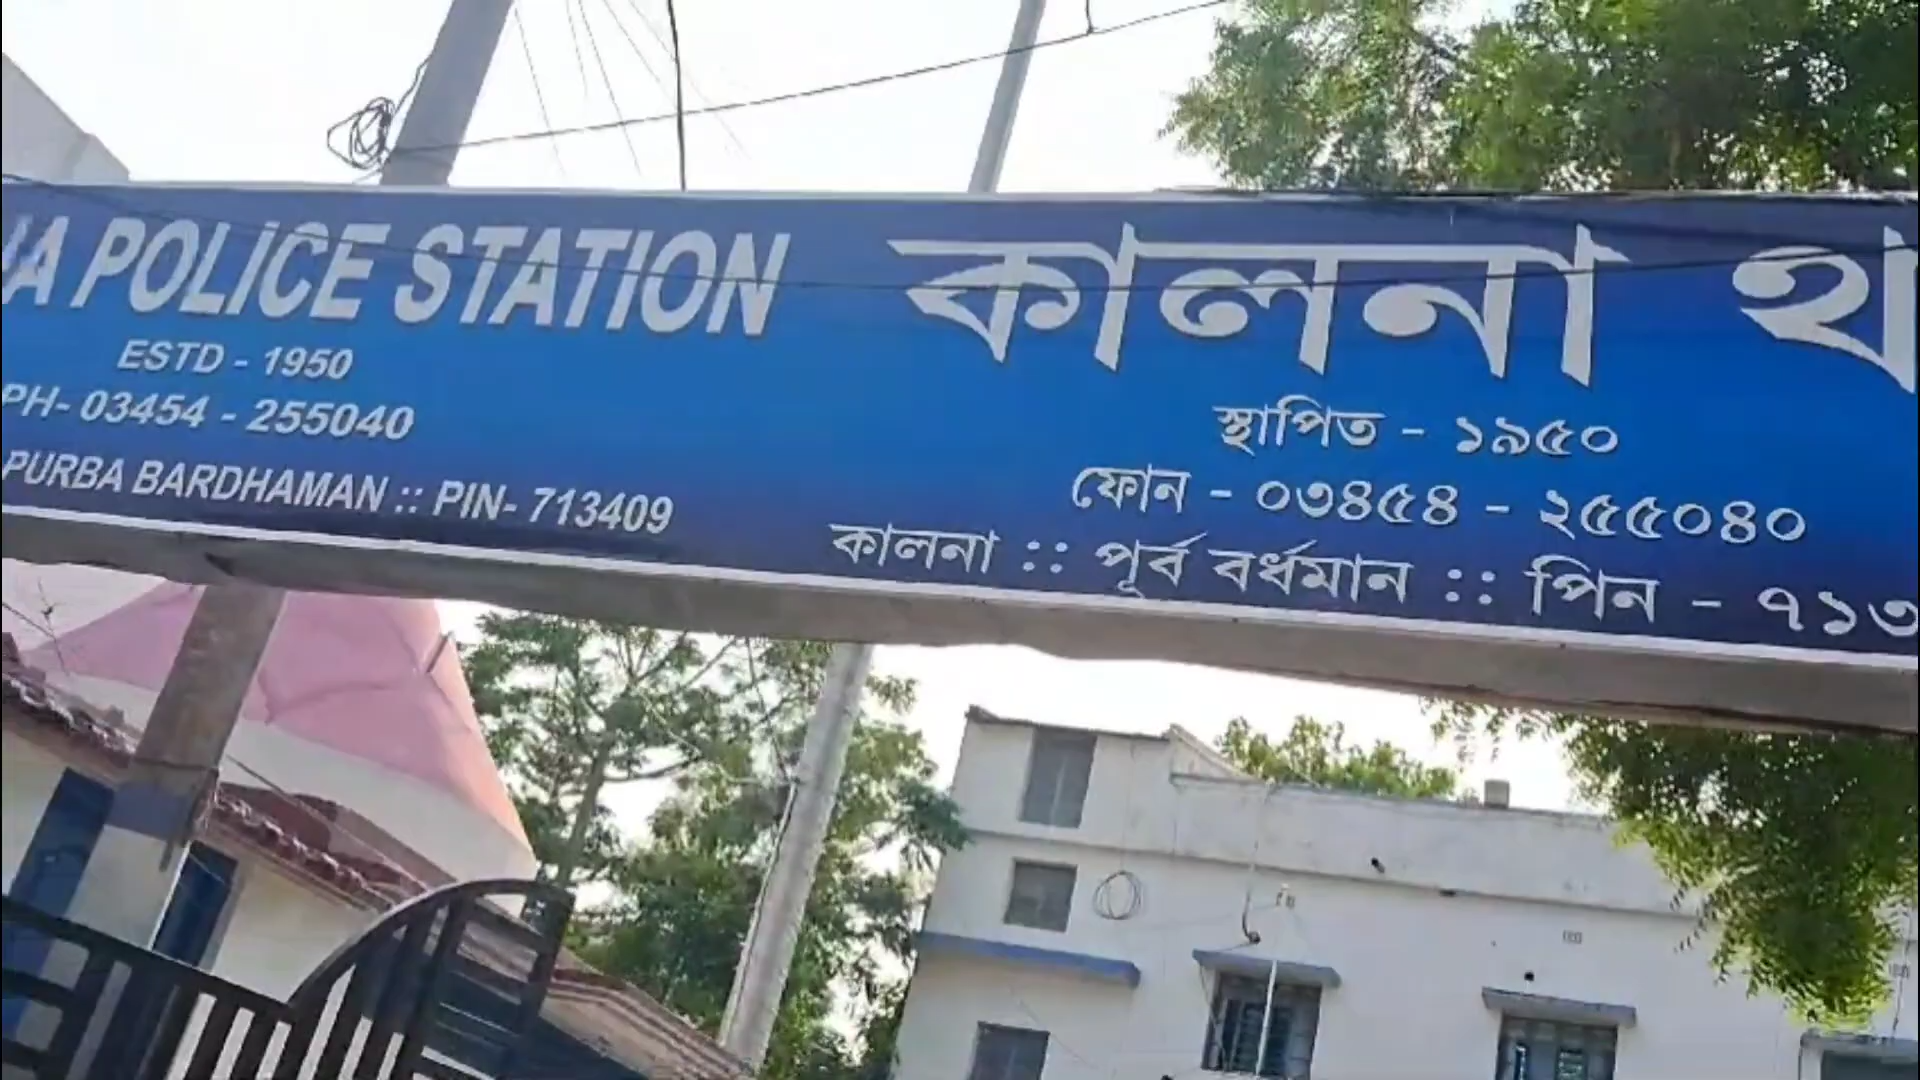 POLICE STATION
ESTD - 1950
PH- 03454 - 255040
PURBA BARDHAMAN :: PIN- 713409
কালনা
স্থাপিত - ১৯৫০
ফোন - ০৩৪৫৪ - ২৫৫০৪০
কালনা :: পূর্ব বর্ধমান :: পিন - ৭১৩